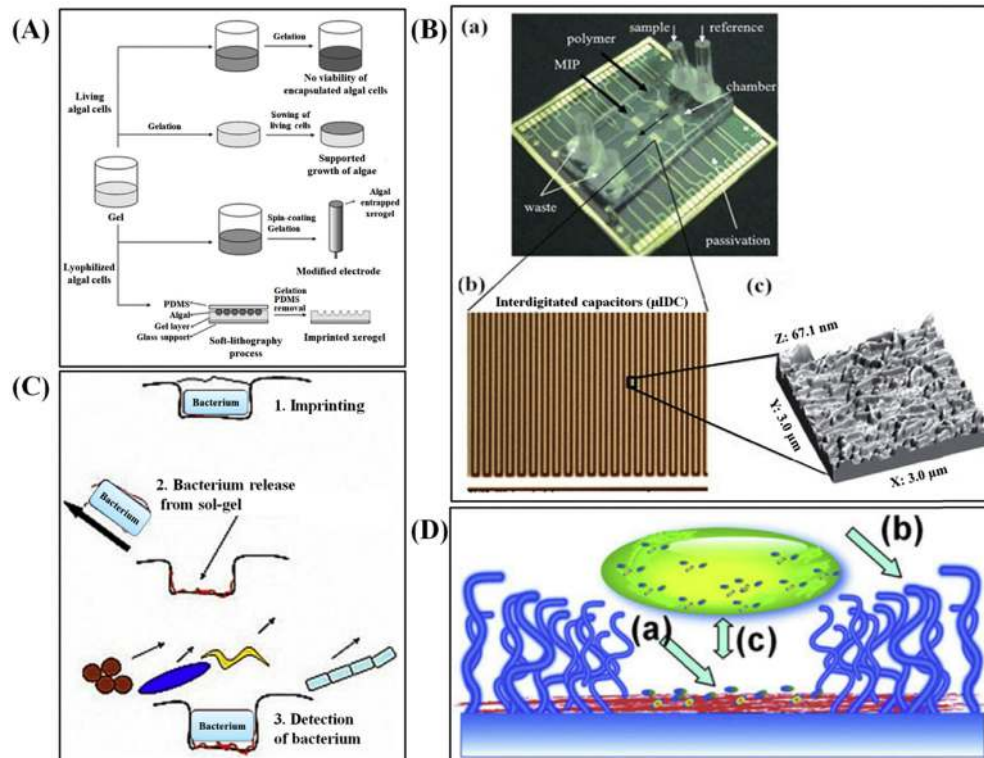 (A)
Gelation
No viability of
encapsulated algal cells
Living
algal cells
Gelation
Sowing of
living cells
Supported
growth of algae
Gel
Algal
entrapped
xerogel
Spin-coating
Gelation
Modified electrode
Lyophilized
algal cells
PDMS
Algal
Gel layer
Glass support
Gelation
PDMS
removal
Soft-lithography
process
Imprinted xerogel
(B)
(a)
sample
reference
polymer
MIP
chamber
waste
passivation
(b)
Interdigitated capacitors (µIDC)
(c)
Z: 67.1 nm
Y: 3.0 µm
X: 3.0 µm
(C)
Bacterium
1. Imprinting
2. Bacterium release
from sol-gel
Bacterium
3. Detection
of bacterium
Bacterium
(D)
(b)
(a)
(c)